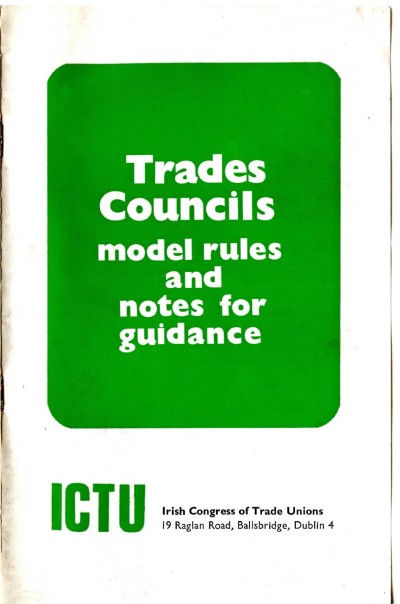 Trades
Councils
model rules
and
notes for
guidance
ICTU
Irish Congress of Trade Unions
19 Raglan Road, Ballsbridge, Dublin 4